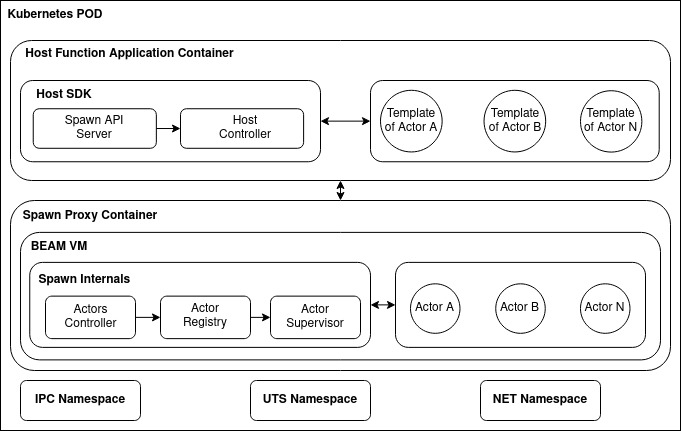 Kubernetes POD
Host Function Application Container
Host SDK
Spawn API
Server
Host
Controller
Template
of Actor A
Template
of Actor B
Template
of Actor N
Spawn Proxy Container
BEAM VM
Spawn Internals
Actors
Controller
Actor
Registry
Actor
Supervisor
Actor A
Actor B
Actor N
IPC Namespace
UTS Namespace
NET Namespace